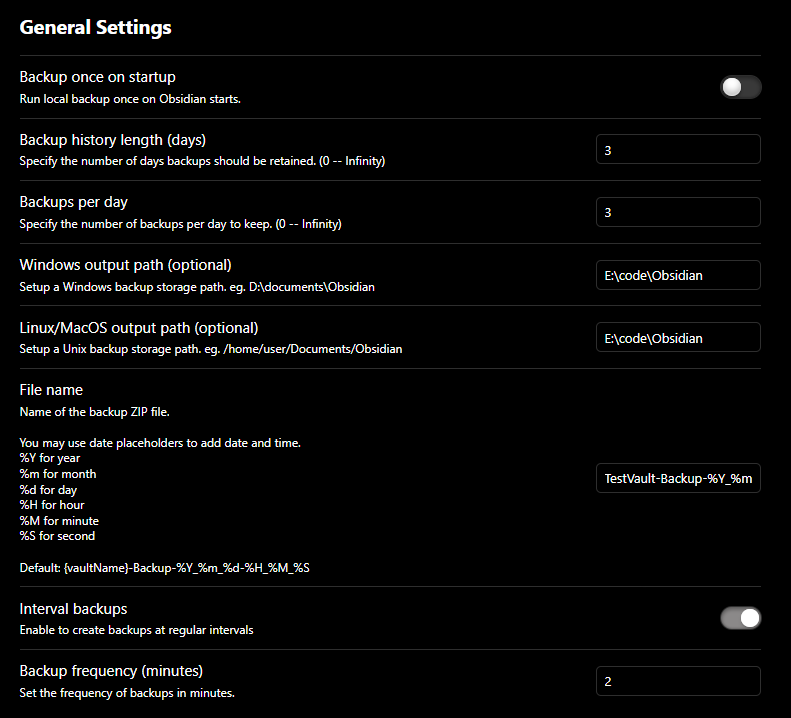 General Settings
Backup once on startup
Run local backup once on Obsidian starts.
Backup history length (days)
Specify the number of days backups should be retained. (0 -- Infinity)
3
Backups per day
Specify the number of backups per day to keep. (0 -- Infinity)
3
Windows output path (optional)
Setup a Windows backup storage path. eg. D:\documents\Obsidian
E:\code\Obsidian
Linux/MacOS output path (optional)
Setup a Unix backup storage path. eg. /home/user/Documents/Obsidian
E:\code\Obsidian
File name
Name of the backup ZIP file.
You may use date placeholders to add date and time.
%Y for year
%m for month
%d for day
%H for hour
%M for minute
%S for second
Default: {vaultName}-Backup-%Y_%m_%d-%H_%M_%S
TestVault-Backup-%Y_%m
Interval backups
Enable to create backups at regular intervals
Backup frequency (minutes)
Set the frequency of backups in minutes.
2